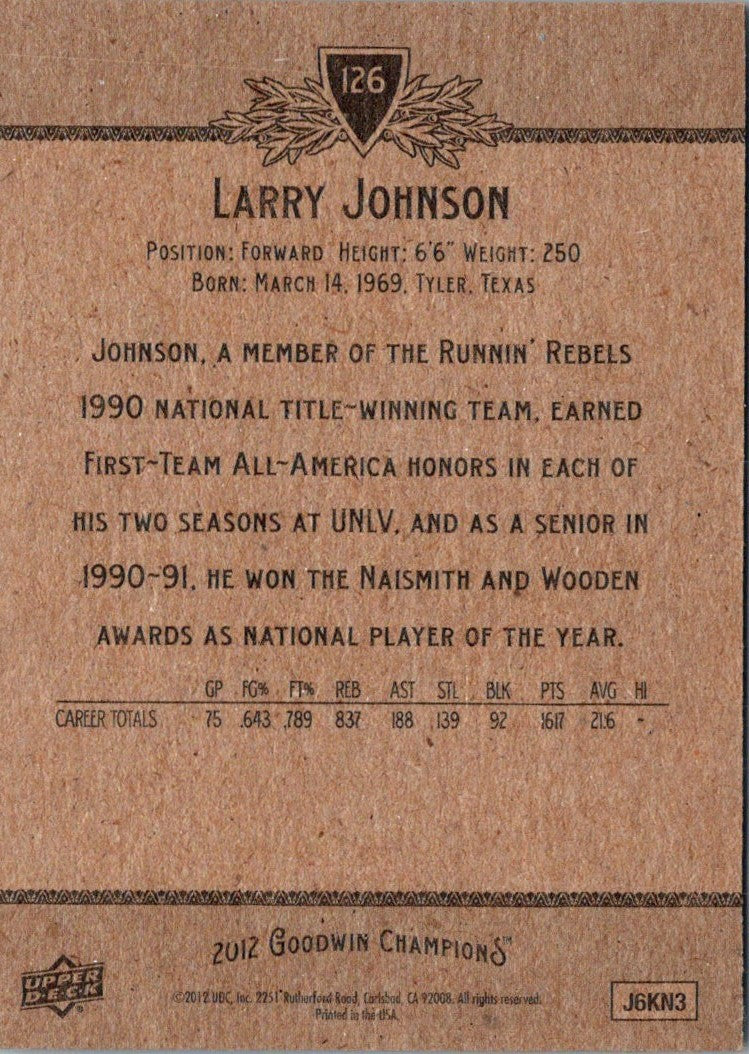 126
LARRY JOHNSON
POSITION: FORWARD HEIGHT: 6'6" WEIGHT: 250
BORN: MARCH 14, 1969, TYLER, TEXAS
JOHNSON, A MEMBER OF THE RUNNIN' REBELS
1990 NATIONAL TITLE-WINNING TEAM, EARNED
FIRST-TEAM ALL-AMERICA HONORS IN EACH OF
HIS TWO SEASONS AT UNLV, AND AS A SENIOR IN
1990-91, HE WON THE NAISMITH AND WOODEN
AWARDS AS NATIONAL PLAYER OF THE YEAR.
GP FG% FT% REB AST STL BLK PTS AVG HI
CAREER TOTALS 75 .643 .789 837 188 139 92 1617 21.6 -
2012 GOODWIN CHAMPIONS™
UPPER DECK®
©2012 UDC, Inc. 2251 Rutherford Road, Carlsbad, CA 92008. All rights reserved.
Printed in the USA.
J6KN3